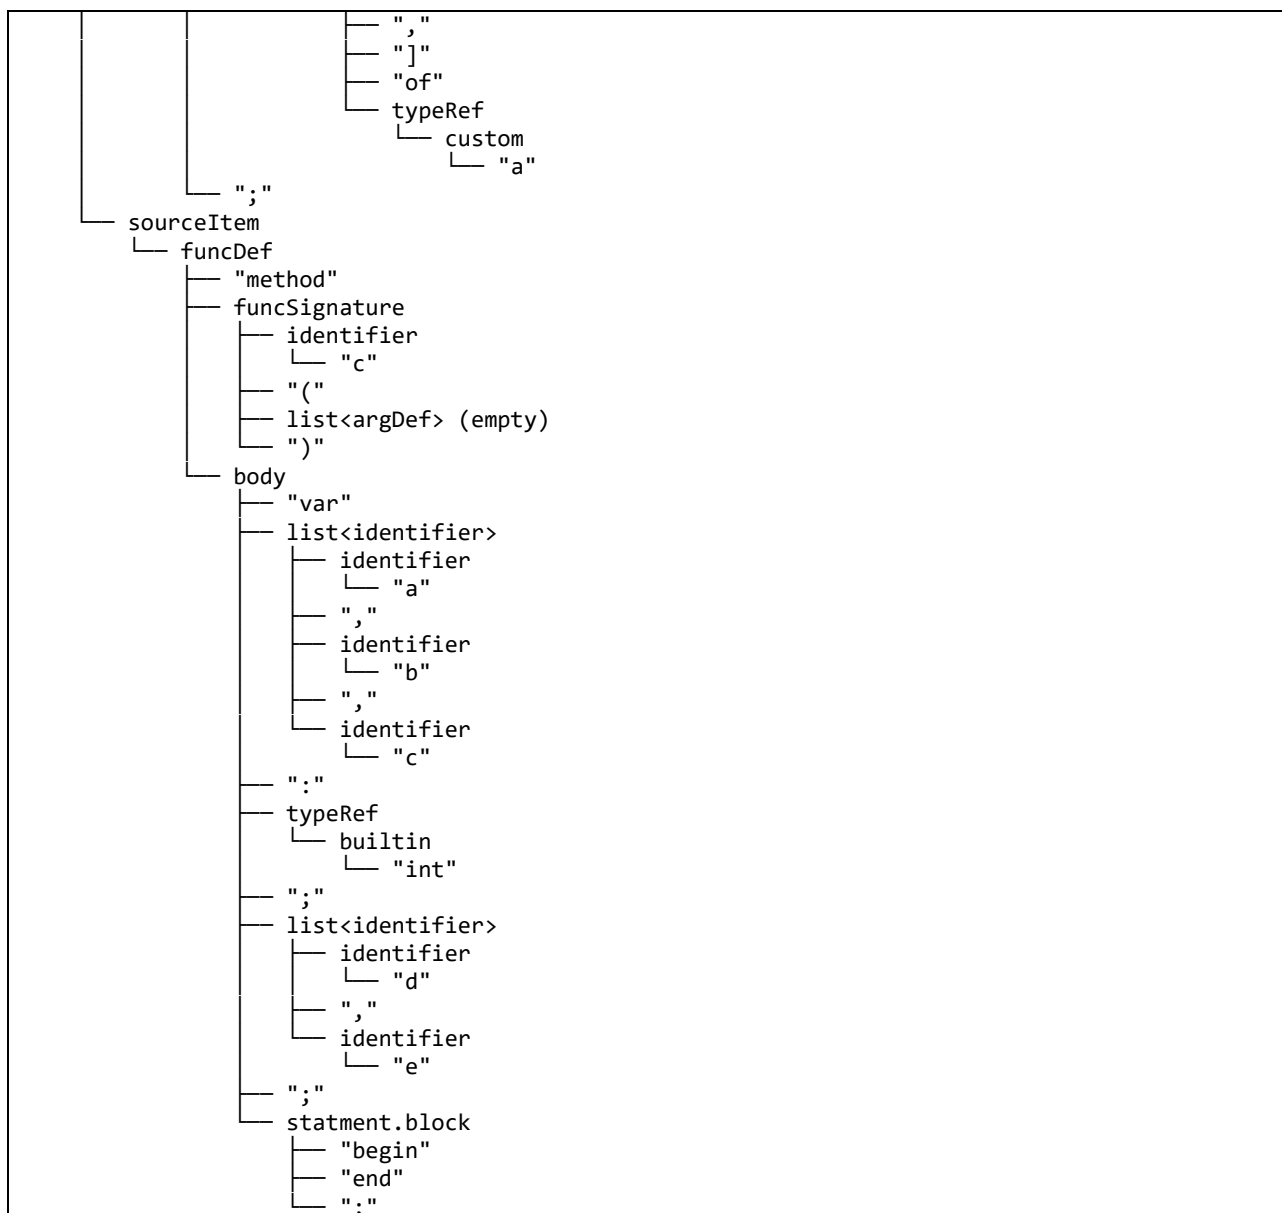 ","
"]"
"of"
typeRef
custom
"a"
";"
sourceItem
funcDef
"method"
funcSignature
identifier
"c"
"("
list<argDef> (empty)
")"
body
"var"
list<identifier>
identifier
"a"
","
identifier
"b"
","
identifier
"c"
":"
typeRef
builtin
"int"
";"
list<identifier>
identifier
"d"
","
identifier
"e"
";"
statment.block
"begin"
"end"
";"